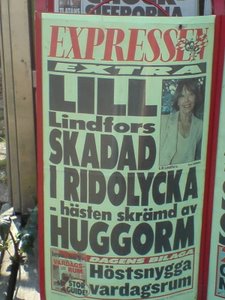 EXPRESSEN
EXTRA
LILL
Lindfors
SKADAD
I RIDOLYCKA
- hästen skrämd av
HUGGORM
DAGENS BILAGA
Höstsnygga
vardagsrum